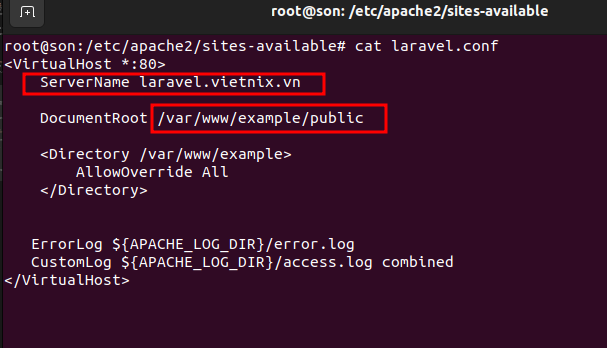 root@son: /etc/apache2/sites-available
root@son:/etc/apache2/sites-available# cat laravel.conf
<VirtualHost *:80>
ServerName laravel.vietnix.vn
DocumentRoot /var/www/example/public
<Directory /var/www/example>
AllowOverride All
</Directory>
ErrorLog ${APACHE_LOG_DIR}/error.log
CustomLog ${APACHE_LOG_DIR}/access.log combined
</VirtualHost>